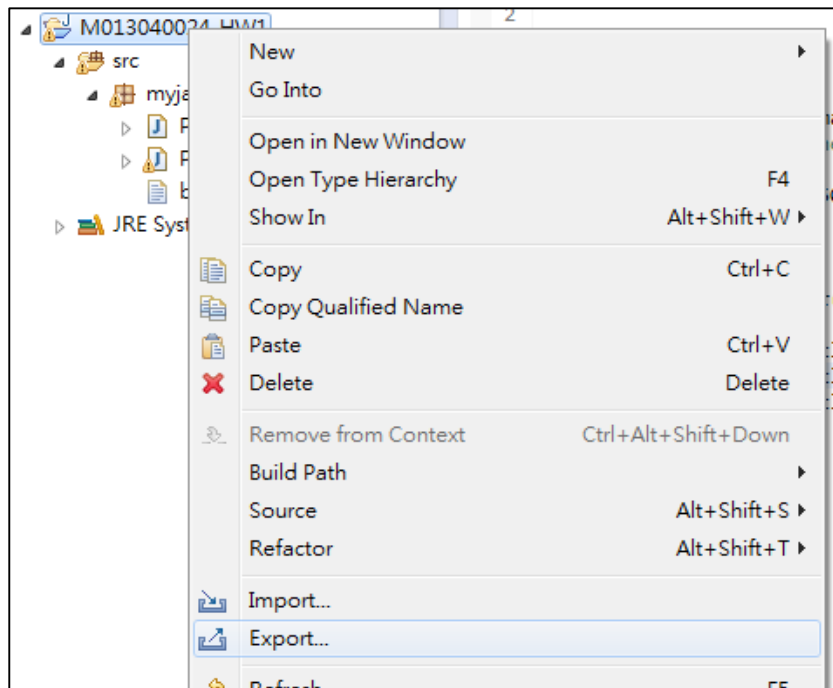 M013040024_HW1
2
src
myja
P
P
b
JRE Syst
New
Go Into
Open in New Window
Open Type Hierarchy F4
Show In Alt+Shift+W
Copy Ctrl+C
Copy Qualified Name
Paste Ctrl+V
Delete Delete
Remove from Context Ctrl+Alt+Shift+Down
Build Path
Source Alt+Shift+S
Refactor Alt+Shift+T
Import...
Export...
Refresh F5